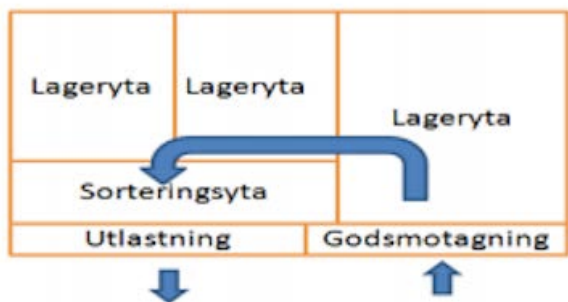 Lageryta
Lageryta
Lageryta
Sorteringsyta
Utlastning
Godsmotagning